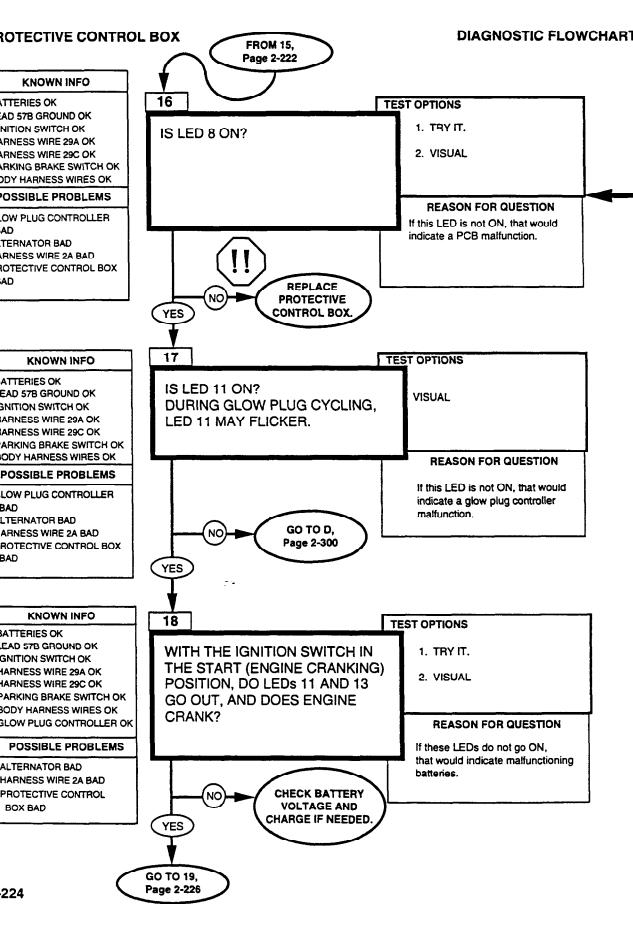 ROTECTIVE CONTROL BOX
DIAGNOSTIC FLOWCHART
FROM 15,
Page 2-222
KNOWN INFO
ATTERIES OK
EAD 57B GROUND OK
NITION SWITCH OK
ARNESS WIRE 29A OK
ARNESS WIRE 29C OK
ARKING BRAKE SWITCH OK
ODY HARNESS WIRES OK
POSSIBLE PROBLEMS
LOW PLUG CONTROLLER
AD
TERNATOR BAD
ARNESS WIRE 2A BAD
ROTECTIVE CONTROL BOX
AD
16
IS LED 8 ON?
TEST OPTIONS
1. TRY IT.
2. VISUAL
REASON FOR QUESTION
If this LED is not ON, that would
indicate a PCB malfunction.
!!
NO
REPLACE
PROTECTIVE
CONTROL BOX.
YES
KNOWN INFO
ATTERIES OK
EAD 57B GROUND OK
GNITION SWITCH OK
HARNESS WIRE 29A OK
HARNESS WIRE 29C OK
ARKING BRAKE SWITCH OK
BODY HARNESS WIRES OK
POSSIBLE PROBLEMS
LOW PLUG CONTROLLER
BAD
LTERNATOR BAD
ARNESS WIRE 2A BAD
ROTECTIVE CONTROL BOX
BAD
17
IS LED 11 ON?
DURING GLOW PLUG CYCLING,
LED 11 MAY FLICKER.
TEST OPTIONS
VISUAL
REASON FOR QUESTION
If this LED is not ON, that would
indicate a glow plug controller
malfunction.
NO
GO TO D,
Page 2-300
YES
KNOWN INFO
BATTERIES OK
LEAD 57B GROUND OK
IGNITION SWITCH OK
HARNESS WIRE 29A OK
HARNESS WIRE 29C OK
PARKING BRAKE SWITCH OK
BODY HARNESS WIRES OK
GLOW PLUG CONTROLLER OK
POSSIBLE PROBLEMS
ALTERNATOR BAD
HARNESS WIRE 2A BAD
PROTECTIVE CONTROL
BOX BAD
18
WITH THE IGNITION SWITCH IN
THE START (ENGINE CRANKING)
POSITION, DO LEDs 11 AND 13
GO OUT, AND DOES ENGINE
CRANK?
TEST OPTIONS
1. TRY IT.
2. VISUAL
REASON FOR QUESTION
If these LEDs do not go ON,
that would indicate malfunctioning
batteries.
NO
CHECK BATTERY
VOLTAGE AND
CHARGE IF NEEDED.
YES
GO TO 19,
Page 2-226
-224